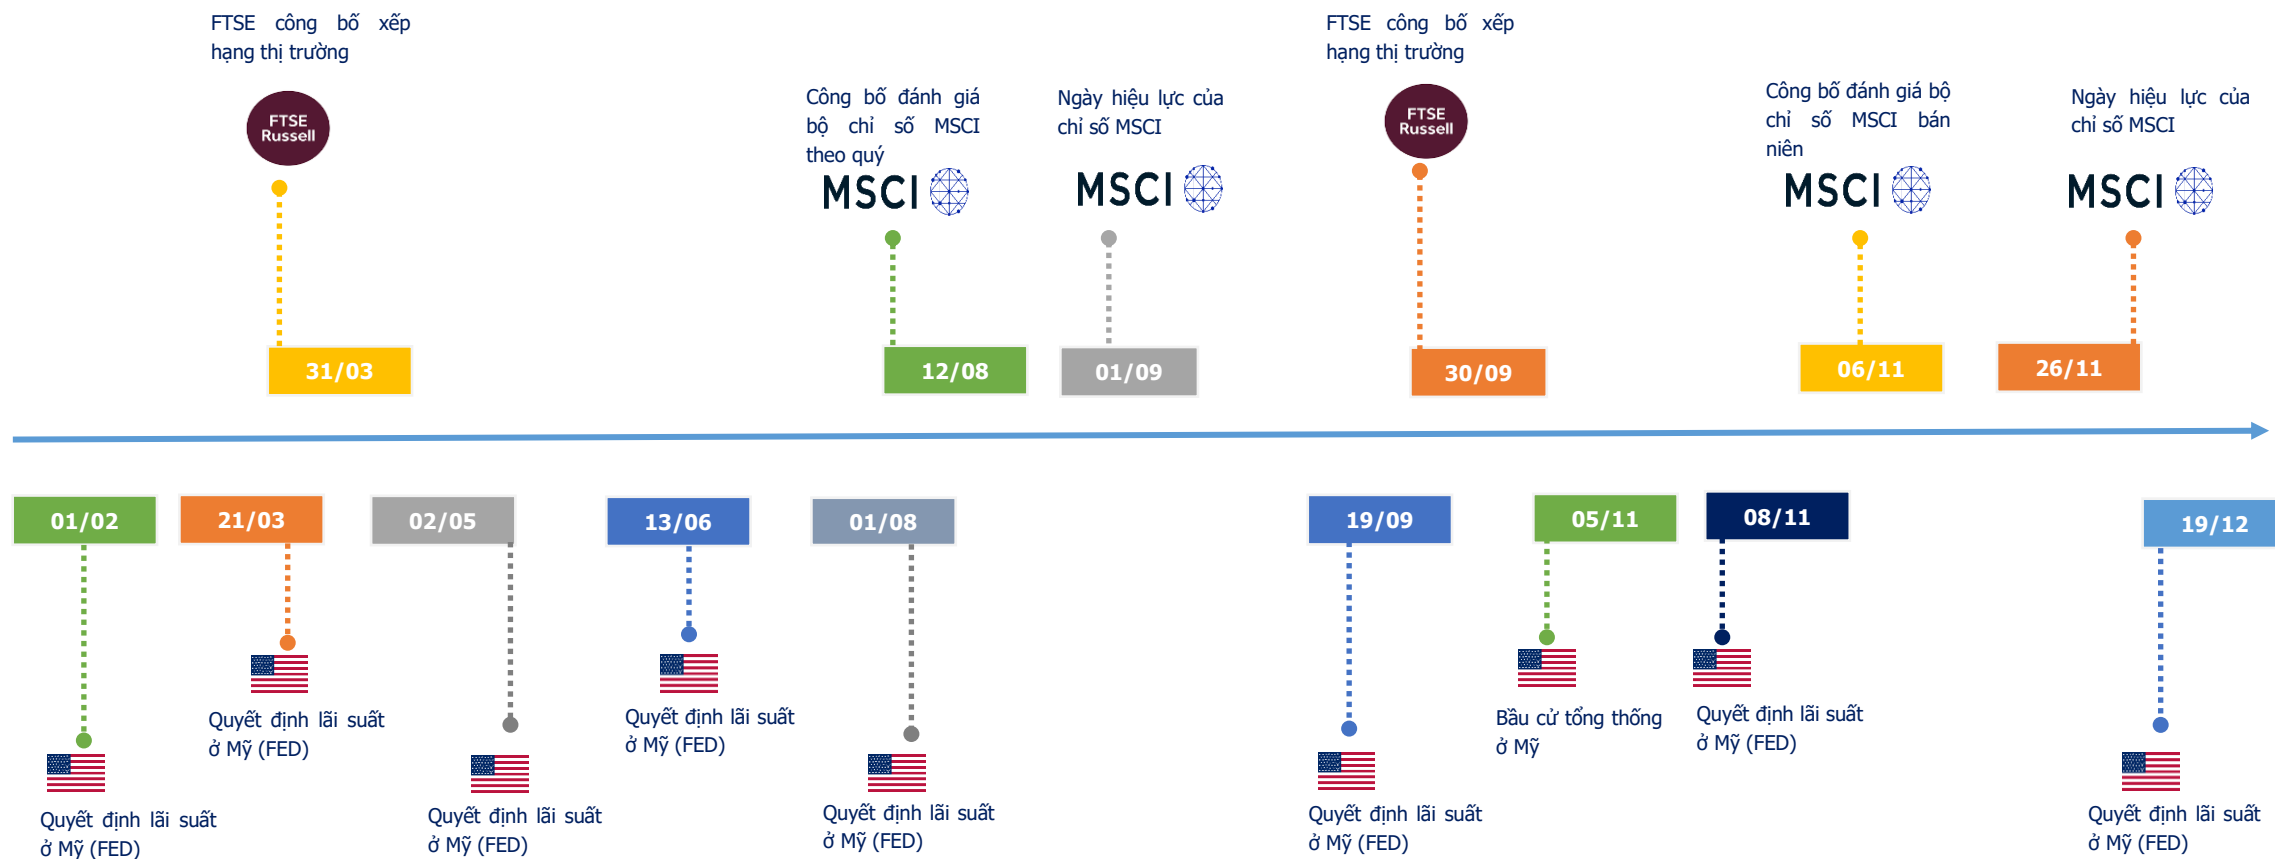 FTSE công bố xếp
hạng thị trường
FTSE
Russell
31/03
Công bố đánh giá
bộ chỉ số MSCI
theo quý
MSCI
12/08
Ngày hiệu lực của
chỉ số MSCI
MSCI
01/09
FTSE công bố xếp
hạng thị trường
FTSE
Russell
30/09
Công bố đánh giá bộ
chỉ số MSCI bán
niên
MSCI
06/11
Ngày hiệu lực của
chỉ số MSCI
MSCI
26/11
01/02
Quyết định lãi suất
ở Mỹ (FED)
21/03
Quyết định lãi suất
ở Mỹ (FED)
02/05
Quyết định lãi suất
ở Mỹ (FED)
13/06
Quyết định lãi suất
ở Mỹ (FED)
01/08
Quyết định lãi suất
ở Mỹ (FED)
19/09
Quyết định lãi suất
ở Mỹ (FED)
05/11
Bầu cử tổng thống
ở Mỹ
08/11
Quyết định lãi suất
ở Mỹ (FED)
19/12
Quyết định lãi suất
ở Mỹ (FED)